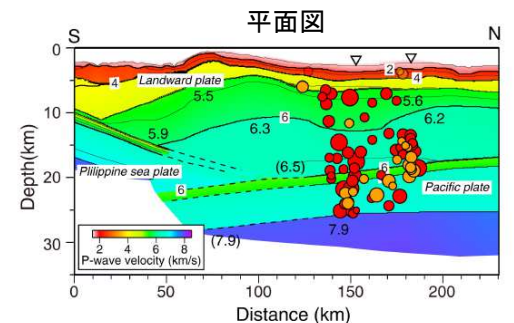 平面図
S
N
0
10
20
30
Depth(km)
2
4
4
Landward plate
5.5
5.6
5.9
6.3
6
6.2
(6.5)
6
Pilippine sea plate
6
Pacific plate
7.9
(7.9)
2 4 6 8
P-wave velocity (km/s)
0 50 100 150 200
Distance (km)